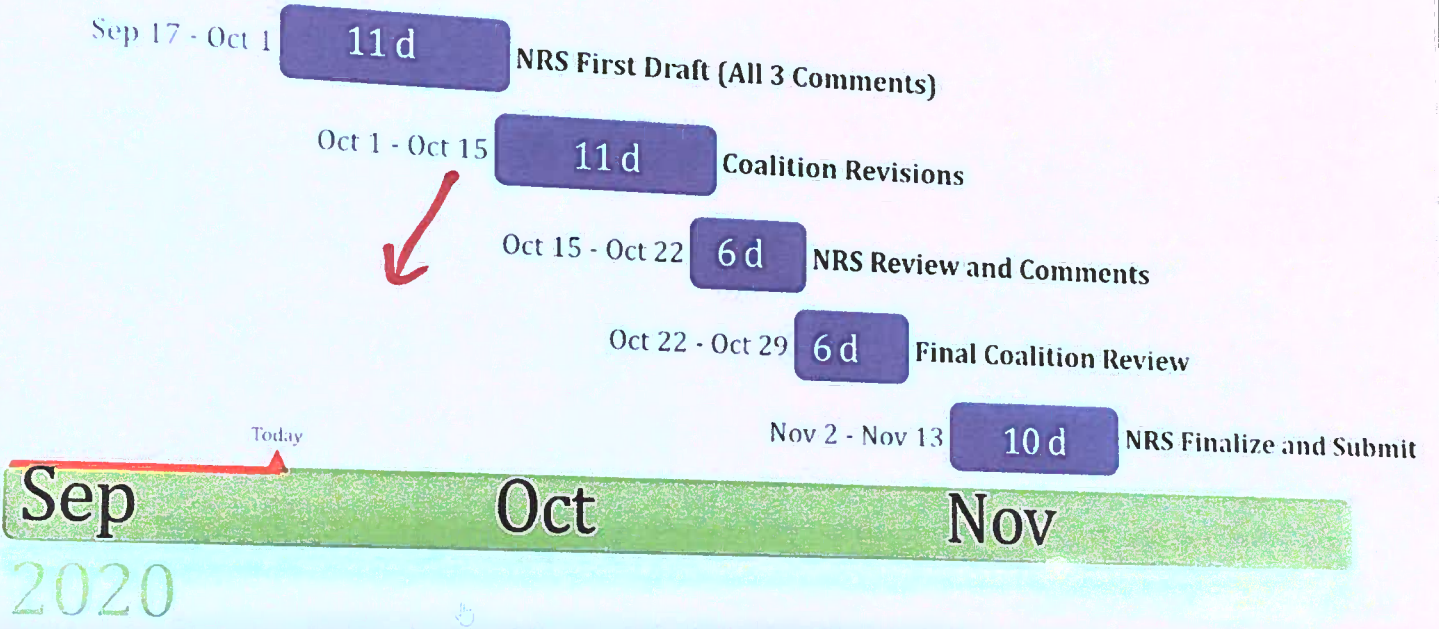 Sep 17 - Oct 1 11 d NRS First Draft (All 3 Comments)
Oct 1 - Oct 15 11 d Coalition Revisions
Oct 15 - Oct 22 6 d NRS Review and Comments
Oct 22 - Oct 29 6 d Final Coalition Review
Nov 2 - Nov 13 10 d NRS Finalize and Submit
Today
Sep Oct Nov
2020